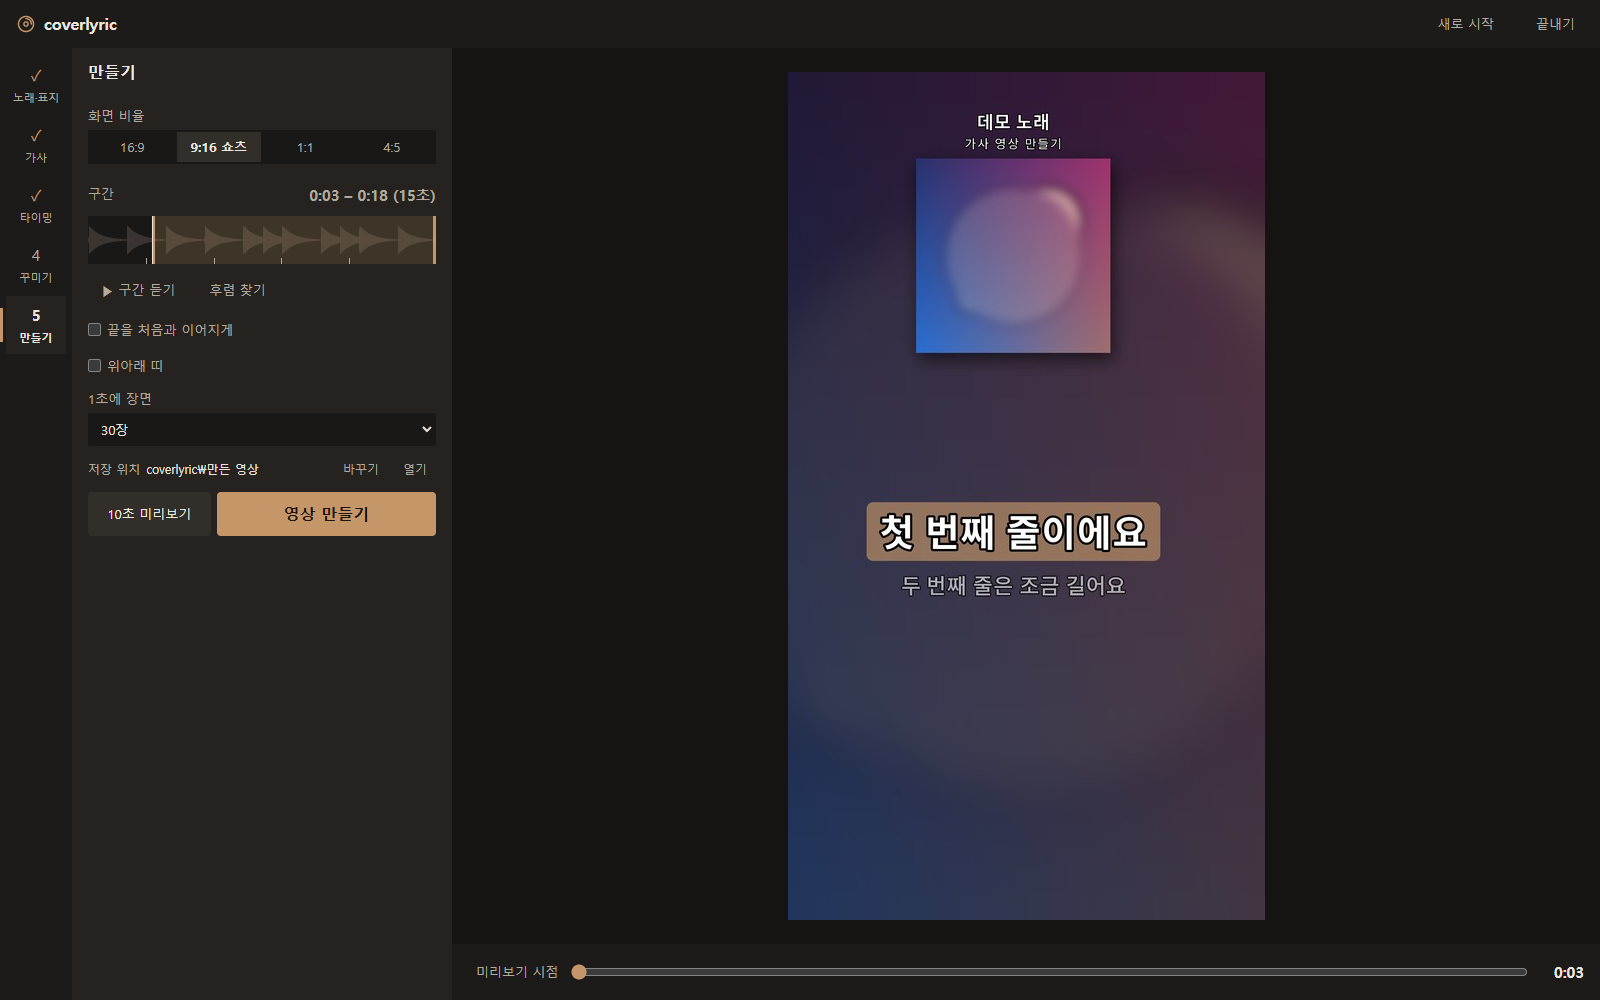 coverlyric
새로 시작
끝내기
✓
노래·표지
✓
가사
✓
타이밍
4
꾸미기
5
만들기
만들기
화면 비율
16:9
9:16 쇼츠
1:1
4:5
구간
0:03 – 0:18 (15초)
▶ 구간 듣기
후렴 찾기
끝을 처음과 이어지게
위아래 띠
1초에 장면
30장
저장 위치 coverlyric₩만든 영상
바꾸기
열기
10초 미리보기
영상 만들기
데모 노래
가사 영상 만들기
첫 번째 줄이에요
두 번째 줄은 조금 길어요
미리보기 시점
0:03